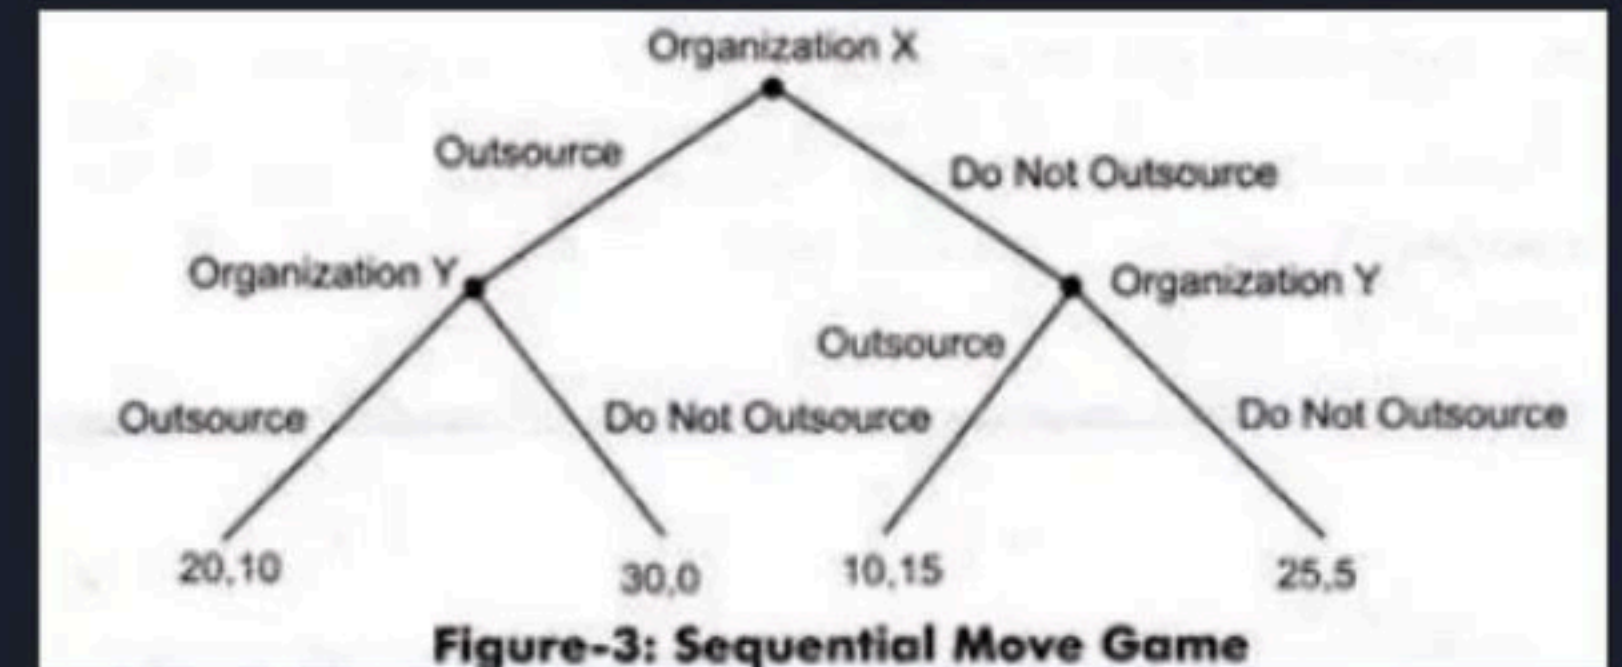 Organization X
Outsource
Do Not Outsource
Organization Y
Organization Y
Outsource
Outsource
Do Not Outsource
Do Not Outsource
20,10
30,0
10,15
25,5
Figure-3: Sequential Move Game